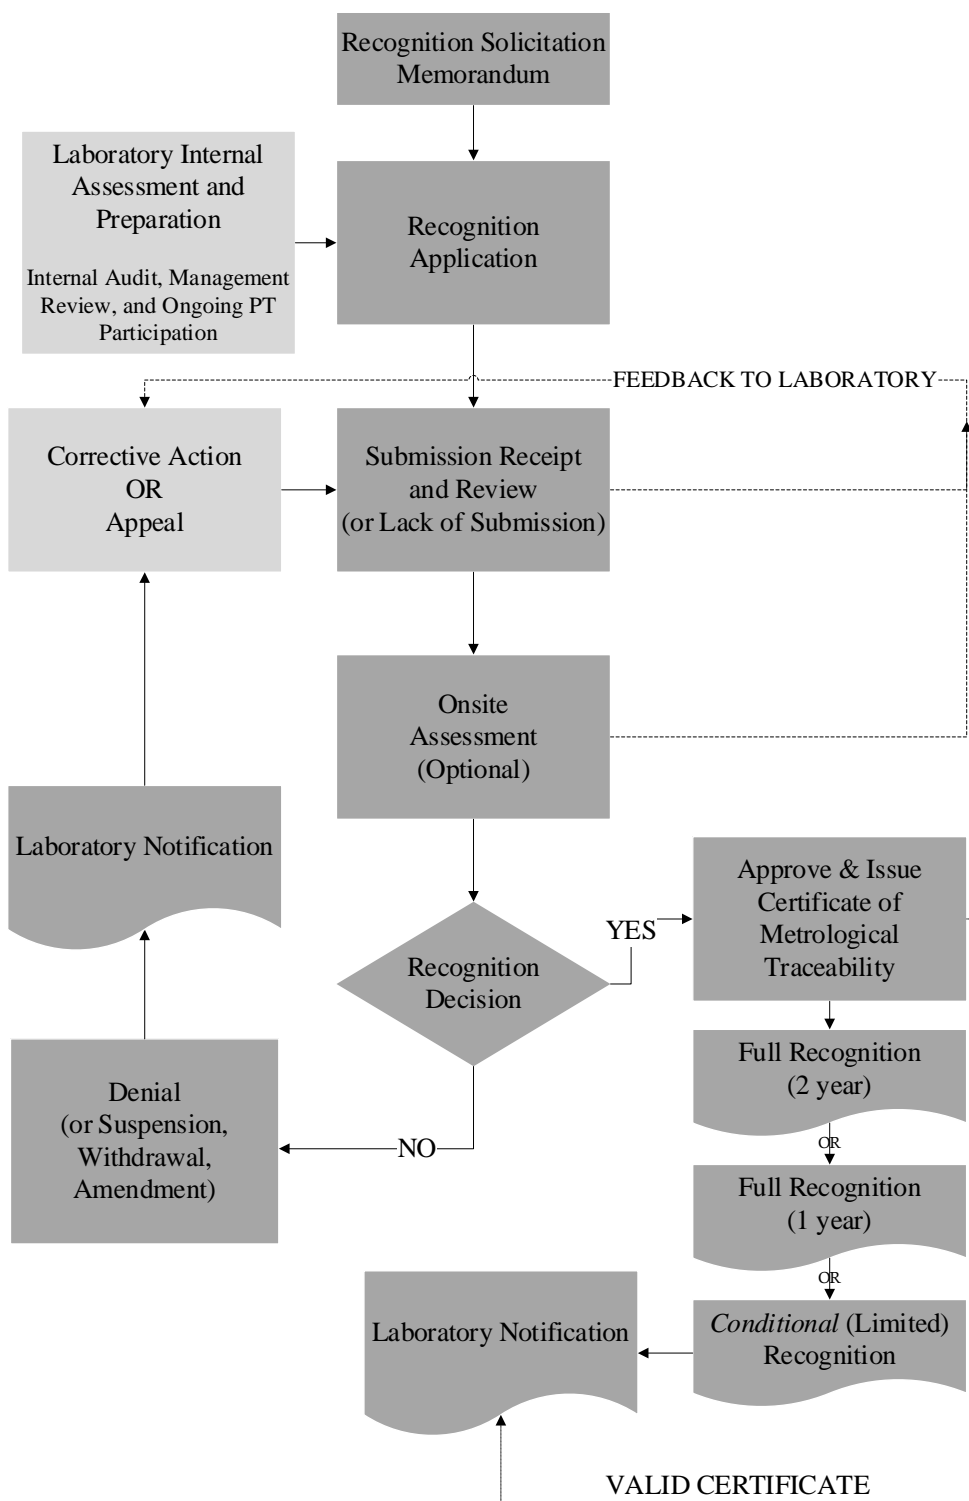 Recognition Solicitation
Memorandum
Laboratory Internal
Assessment and
Preparation
Internal Audit, Management
Review, and Ongoing PT
Participation
Recognition
Application
FEEDBACK TO LABORATORY
Corrective Action
OR
Appeal
Submission Receipt
and Review
(or Lack of Submission)
Onsite
Assessment
(Optional)
Laboratory Notification
Approve & Issue
Certificate of
Metrological
Traceability
YES
Recognition
Decision
Full Recognition
(2 year)
Denial
(or Suspension,
Withdrawal,
Amendment)
NO
OR
Full Recognition
(1 year)
OR
Laboratory Notification
Conditional (Limited)
Recognition
VALID CERTIFICATE